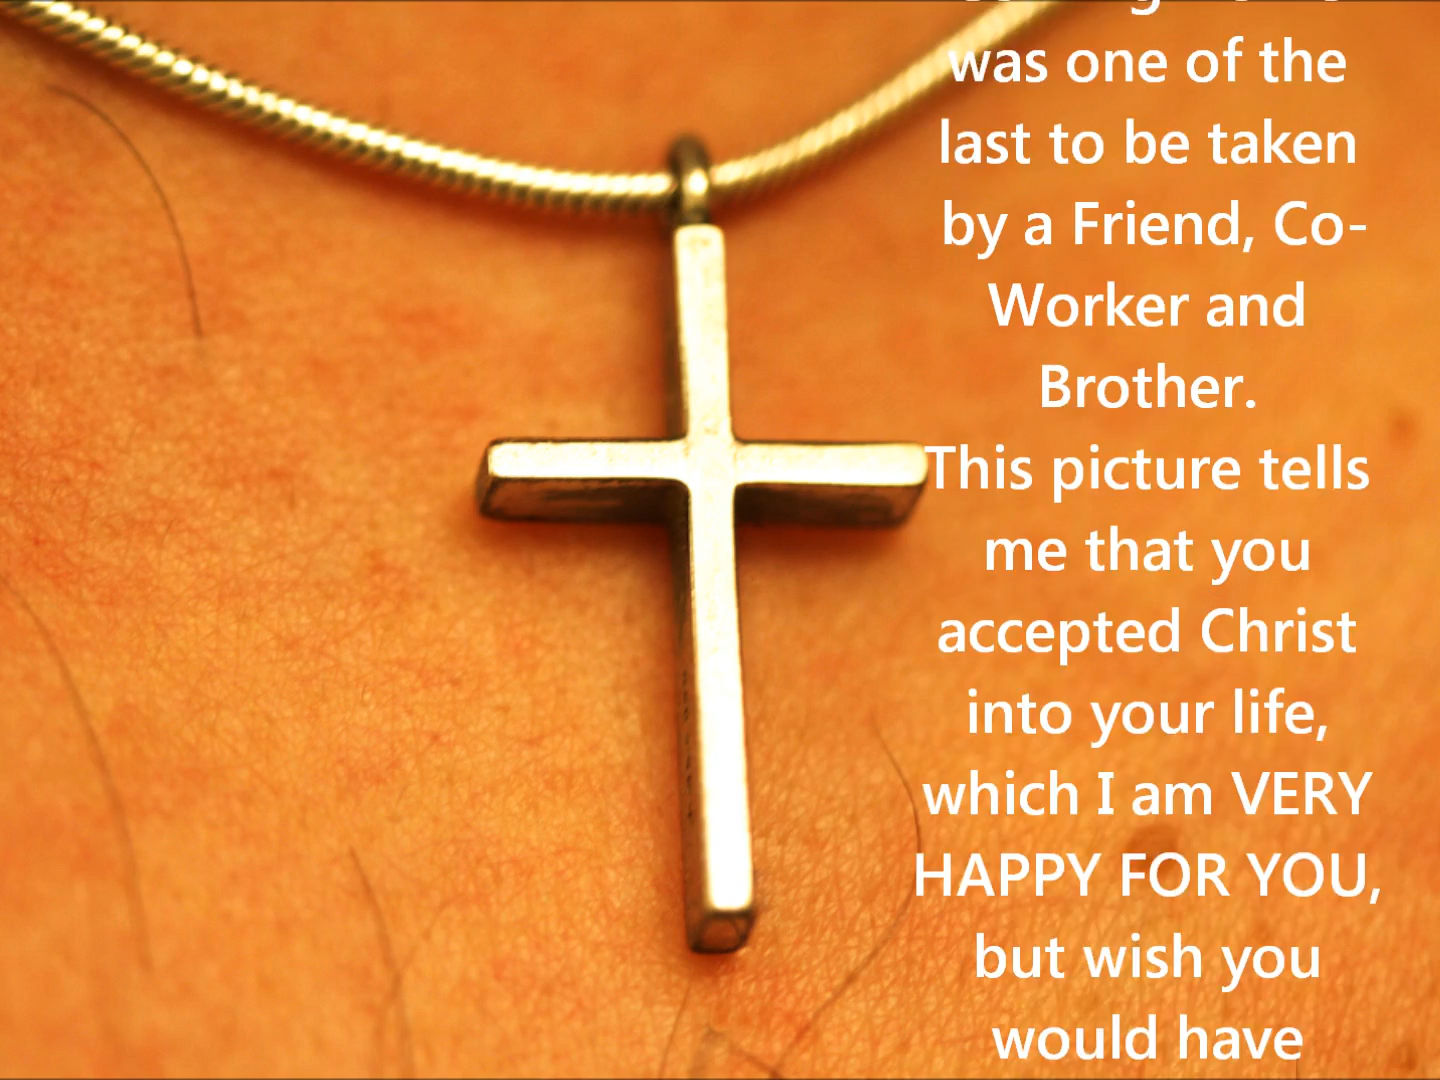 was one of the
last to be taken
by a Friend, Co-
Worker and
Brother.
This picture tells
me that you
accepted Christ
into your life,
which I am VERY
HAPPY FOR YOU,
but wish you
would have